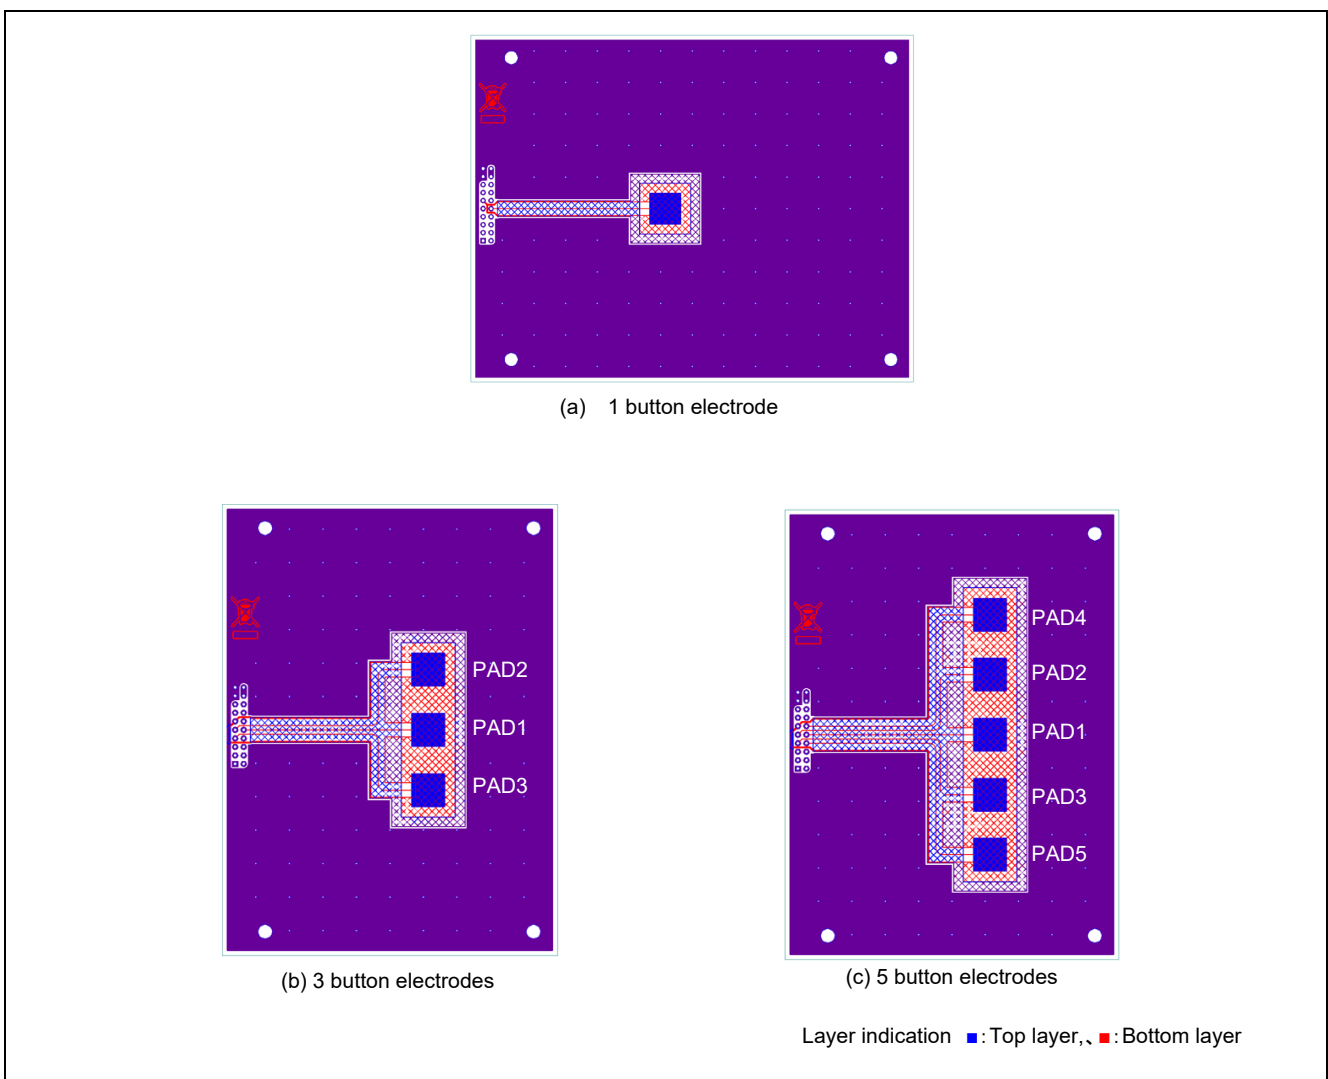 (a) 1 button electrode
PAD2
PAD1
PAD3
(b) 3 button electrodes
PAD4
PAD2
PAD1
PAD3
PAD5
(c) 5 button electrodes
Layer indication ■:Top layer,、■:Bottom layer